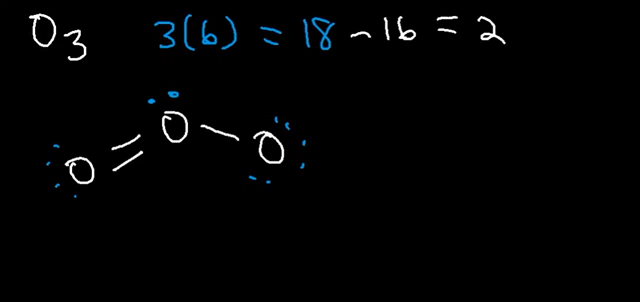 O₃ 3(6) = 18 - 16 = 2
O = O - O